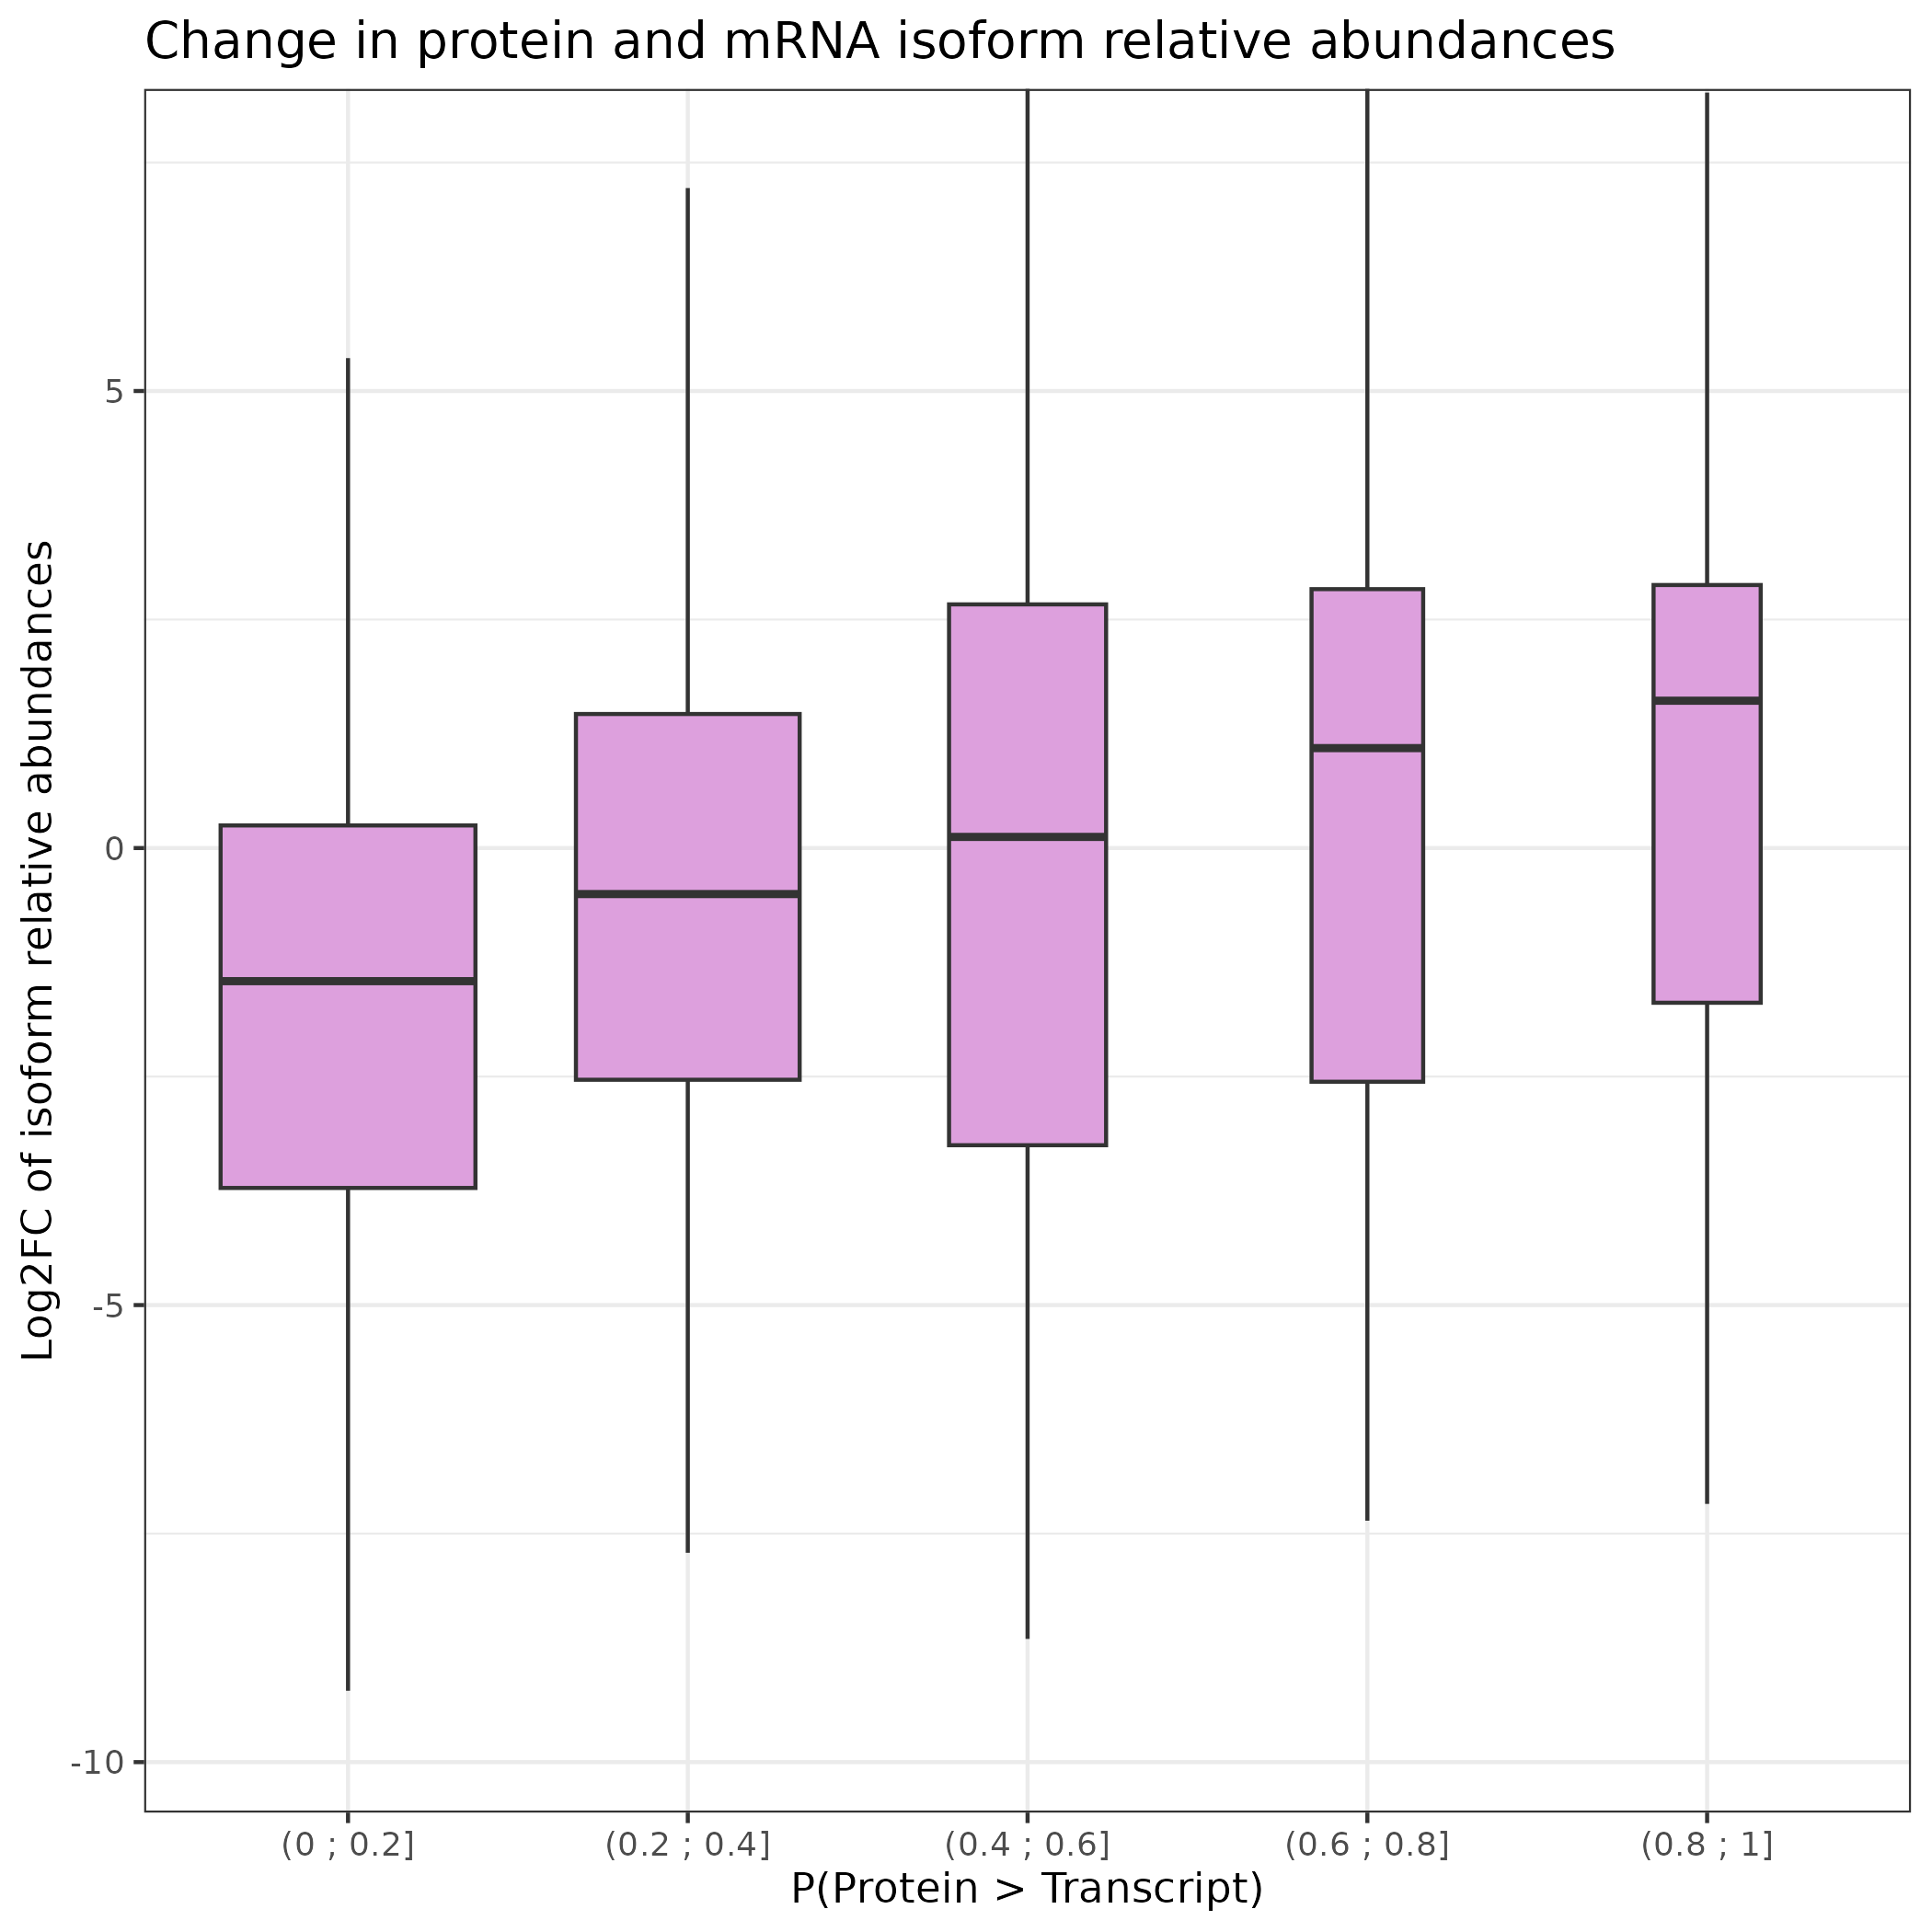 Change in protein and mRNA isoform relative abundances
Log2FC of isoform relative abundances
5
0
-5
-10
(0 ; 0.2]
(0.2 ; 0.4]
(0.4 ; 0.6]
(0.6 ; 0.8]
(0.8 ; 1]
P(Protein > Transcript)